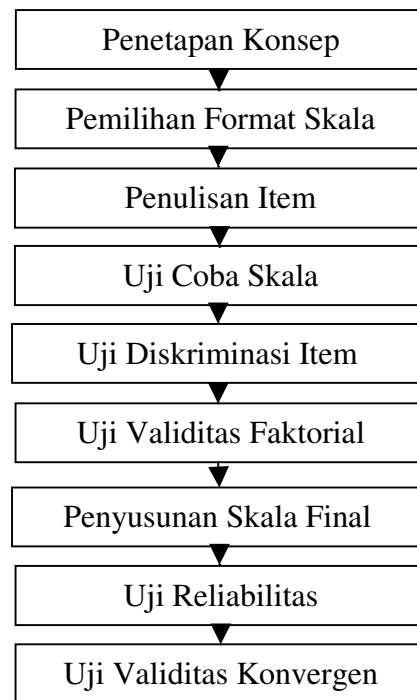 Penetapan Konsep
Pemilihan Format Skala
Penulisan Item
Uji Coba Skala
Uji Diskriminasi Item
Uji Validitas Faktorial
Penyusunan Skala Final
Uji Reliabilitas
Uji Validitas Konvergen